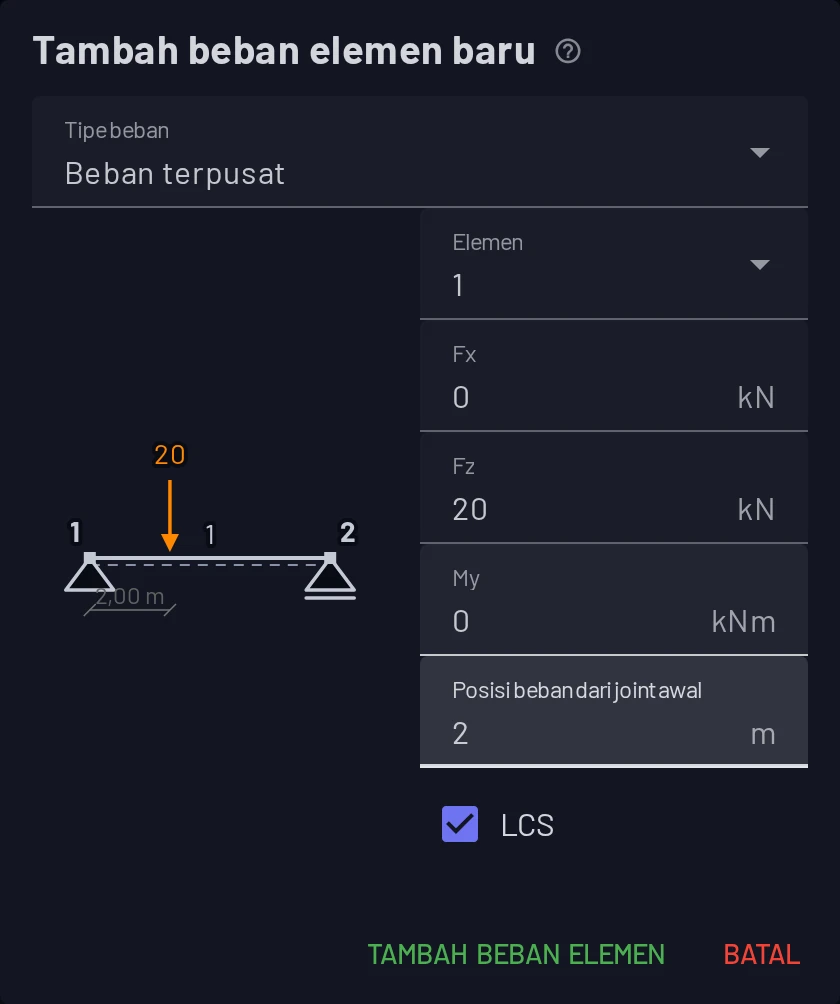 Tambah beban elemen baru
Tipe beban
Beban terpusat
Elemen
1
Fx
0 kN
Fz
20 kN
My
0 kNm
Posisi beban dari joint awal
2 m
LCS
20
1 1 2
2,00 m
TAMBAH BEBAN ELEMEN BATAL